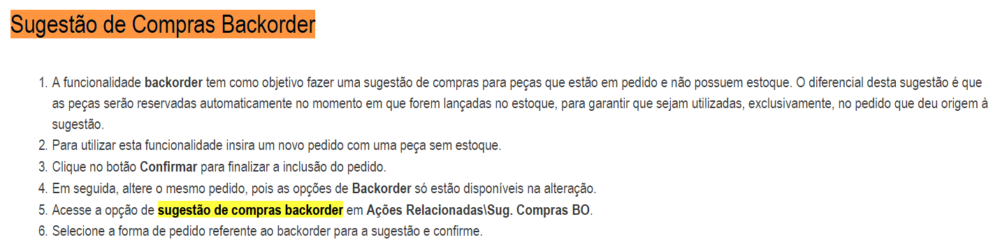 Sugestão de Compras Backorder
1. A funcionalidade backorder tem como objetivo fazer uma sugestão de compras para peças que estão em pedido e não possuem estoque. O diferencial desta sugestão é que
as peças serão reservadas automaticamente no momento em que forem lançadas no estoque, para garantir que sejam utilizadas, exclusivamente, no pedido que deu origem à
sugestão.
2. Para utilizar esta funcionalidade insira um novo pedido com uma peça sem estoque.
3. Clique no botão Confirmar para finalizar a inclusão do pedido.
4. Em seguida, altere o mesmo pedido, pois as opções de Backorder só estão disponíveis na alteração.
5. Acesse a opção de sugestão de compras backorder em Ações Relacionadas\Sug. Compras BO.
6. Selecione a forma de pedido referente ao backorder para a sugestão e confirme.